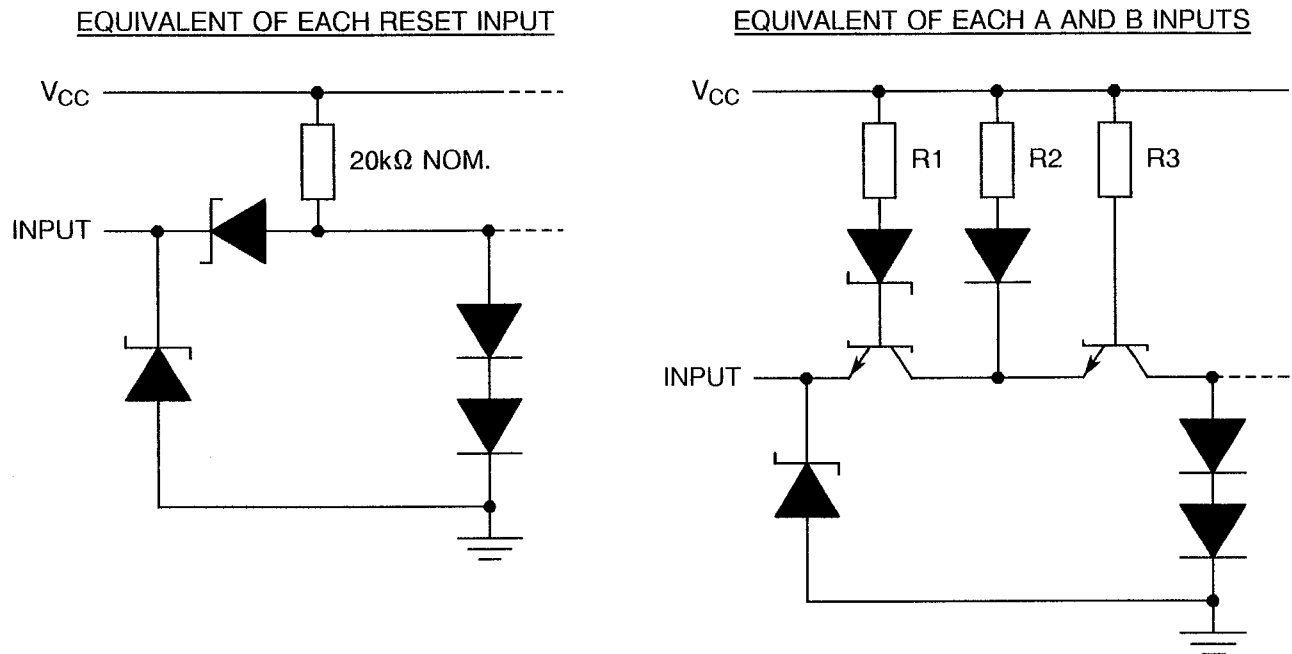 EQUIVALENT OF EACH RESET INPUT
VCC
20kΩ NOM.
INPUT
EQUIVALENT OF EACH A AND B INPUTS
VCC
R1
R2
R3
INPUT